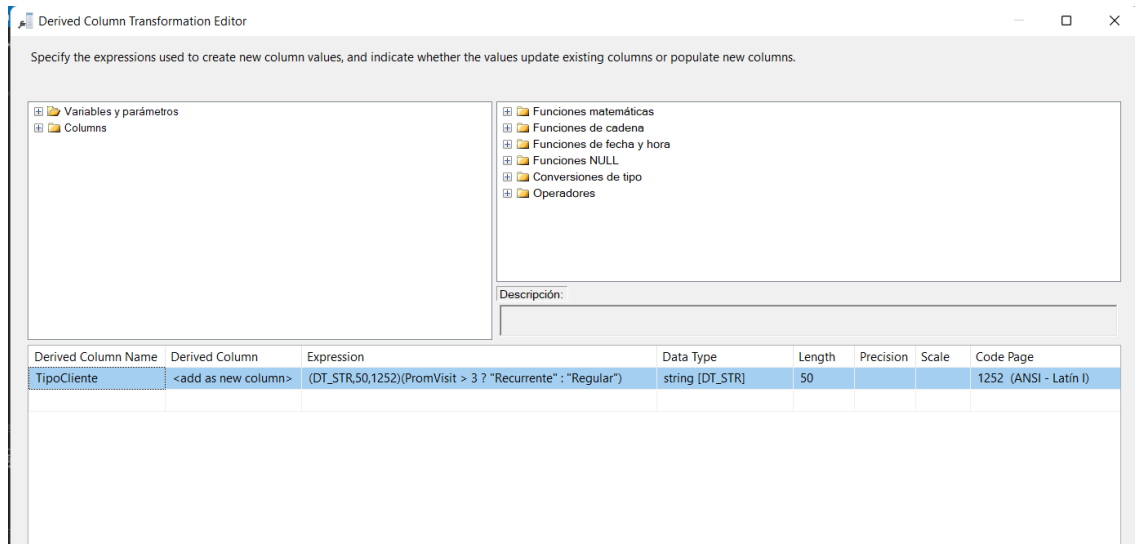 Derived Column Transformation Editor
Specify the expressions used to create new column values, and indicate whether the values update existing columns or populate new columns.
Variables y parámetros
Columns
Funciones matemáticas
Funciones de cadena
Funciones de fecha y hora
Funciones NULL
Conversiones de tipo
Operadores
Descripción:
Derived Column Name Derived Column Expression Data Type Length Precision Scale Code Page
TipoCliente <add as new column> (DT_STR,50,1252)(PromVisit > 3 ? "Recurrente" : "Regular") string [DT_STR] 50 1252 (ANSI - Latín I)